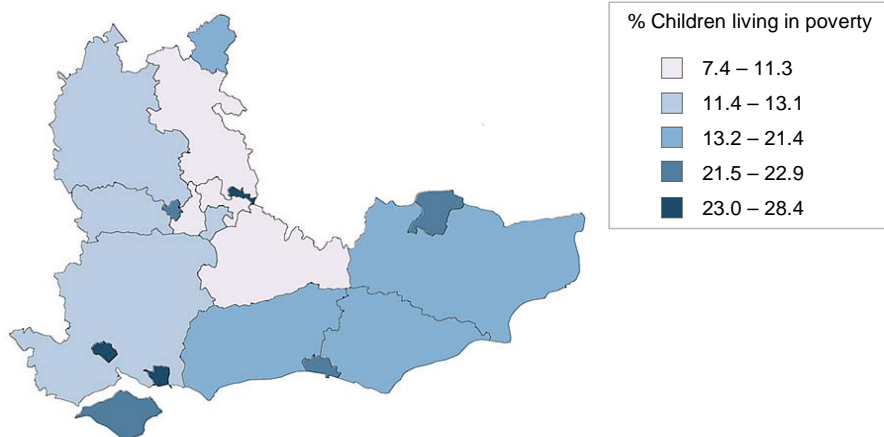 % Children living in poverty
7.4 – 11.3
11.4 – 13.1
13.2 – 21.4
21.5 – 22.9
23.0 – 28.4